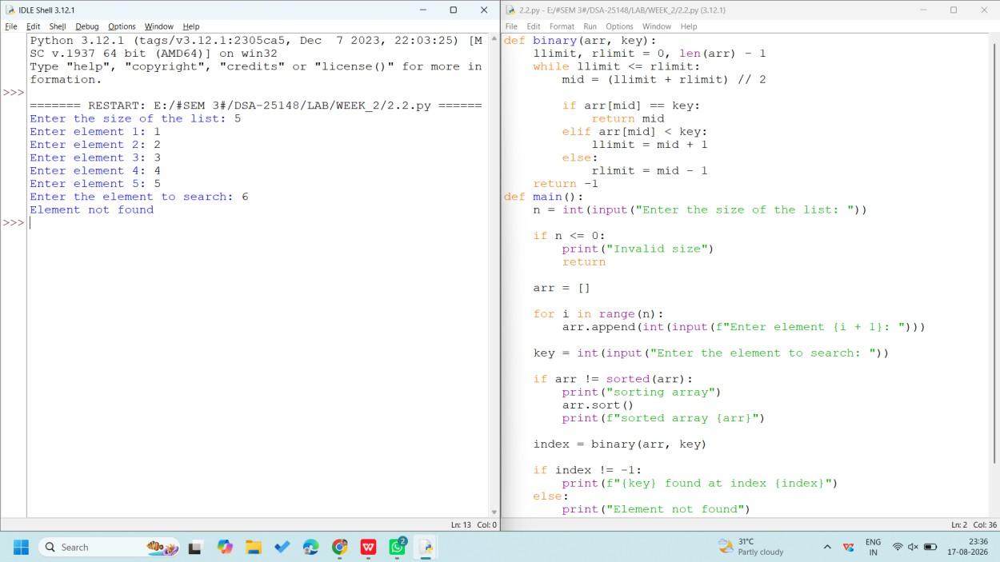 IDLE Shell 3.12.1
File Edit Shell Debug Options Window Help
Python 3.12.1 (tags/v3.12.1:2305ca5, Dec  7 2023, 22:03:25) [M
SC v.1937 64 bit (AMD64)] on win32
Type "help", "copyright", "credits" or "license()" for more in
formation.
>>>
======= RESTART: E:/#SEM 3#/DSA-25148/LAB/WEEK_2/2.2.py ======
Enter the size of the list: 5
Enter element 1: 1
Enter element 2: 2
Enter element 3: 3
Enter element 4: 4
Enter element 5: 5
Enter the element to search: 6
Element not found
>>>
Ln: 13 Col: 0
2.2.py - E:/#SEM 3#/DSA-25148/LAB/WEEK_2/2.2.py (3.12.1)
File Edit Format Run Options Window Help
def binary(arr, key):
    llimit, rlimit = 0, len(arr) - 1
    while llimit <= rlimit:
        mid = (llimit + rlimit) // 2
        if arr[mid] == key:
            return mid
        elif arr[mid] < key:
            llimit = mid + 1
        else:
            rlimit = mid - 1
    return -1
def main():
    n = int(input("Enter the size of the list: "))
    if n <= 0:
        print("Invalid size")
        return
    arr = []
    for i in range(n):
        arr.append(int(input(f"Enter element {i + 1}: ")))
    key = int(input("Enter the element to search: "))
    if arr != sorted(arr):
        print("sorting array")
        arr.sort()
        print(f"sorted array {arr}")
    index = binary(arr, key)
    if index != -1:
        print(f"{key} found at index {index}")
    else:
        print("Element not found")
Ln: 2 Col: 36
Search
2
31°C
Partly cloudy
ENG
IN
23:36
17-08-2026